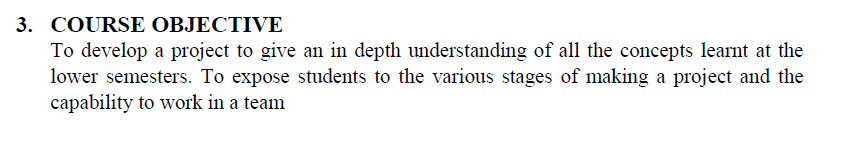 3. COURSE OBJECTIVE
To develop a project to give an in depth understanding of all the concepts learnt at the
lower semesters. To expose students to the various stages of making a project and the
capability to work in a team